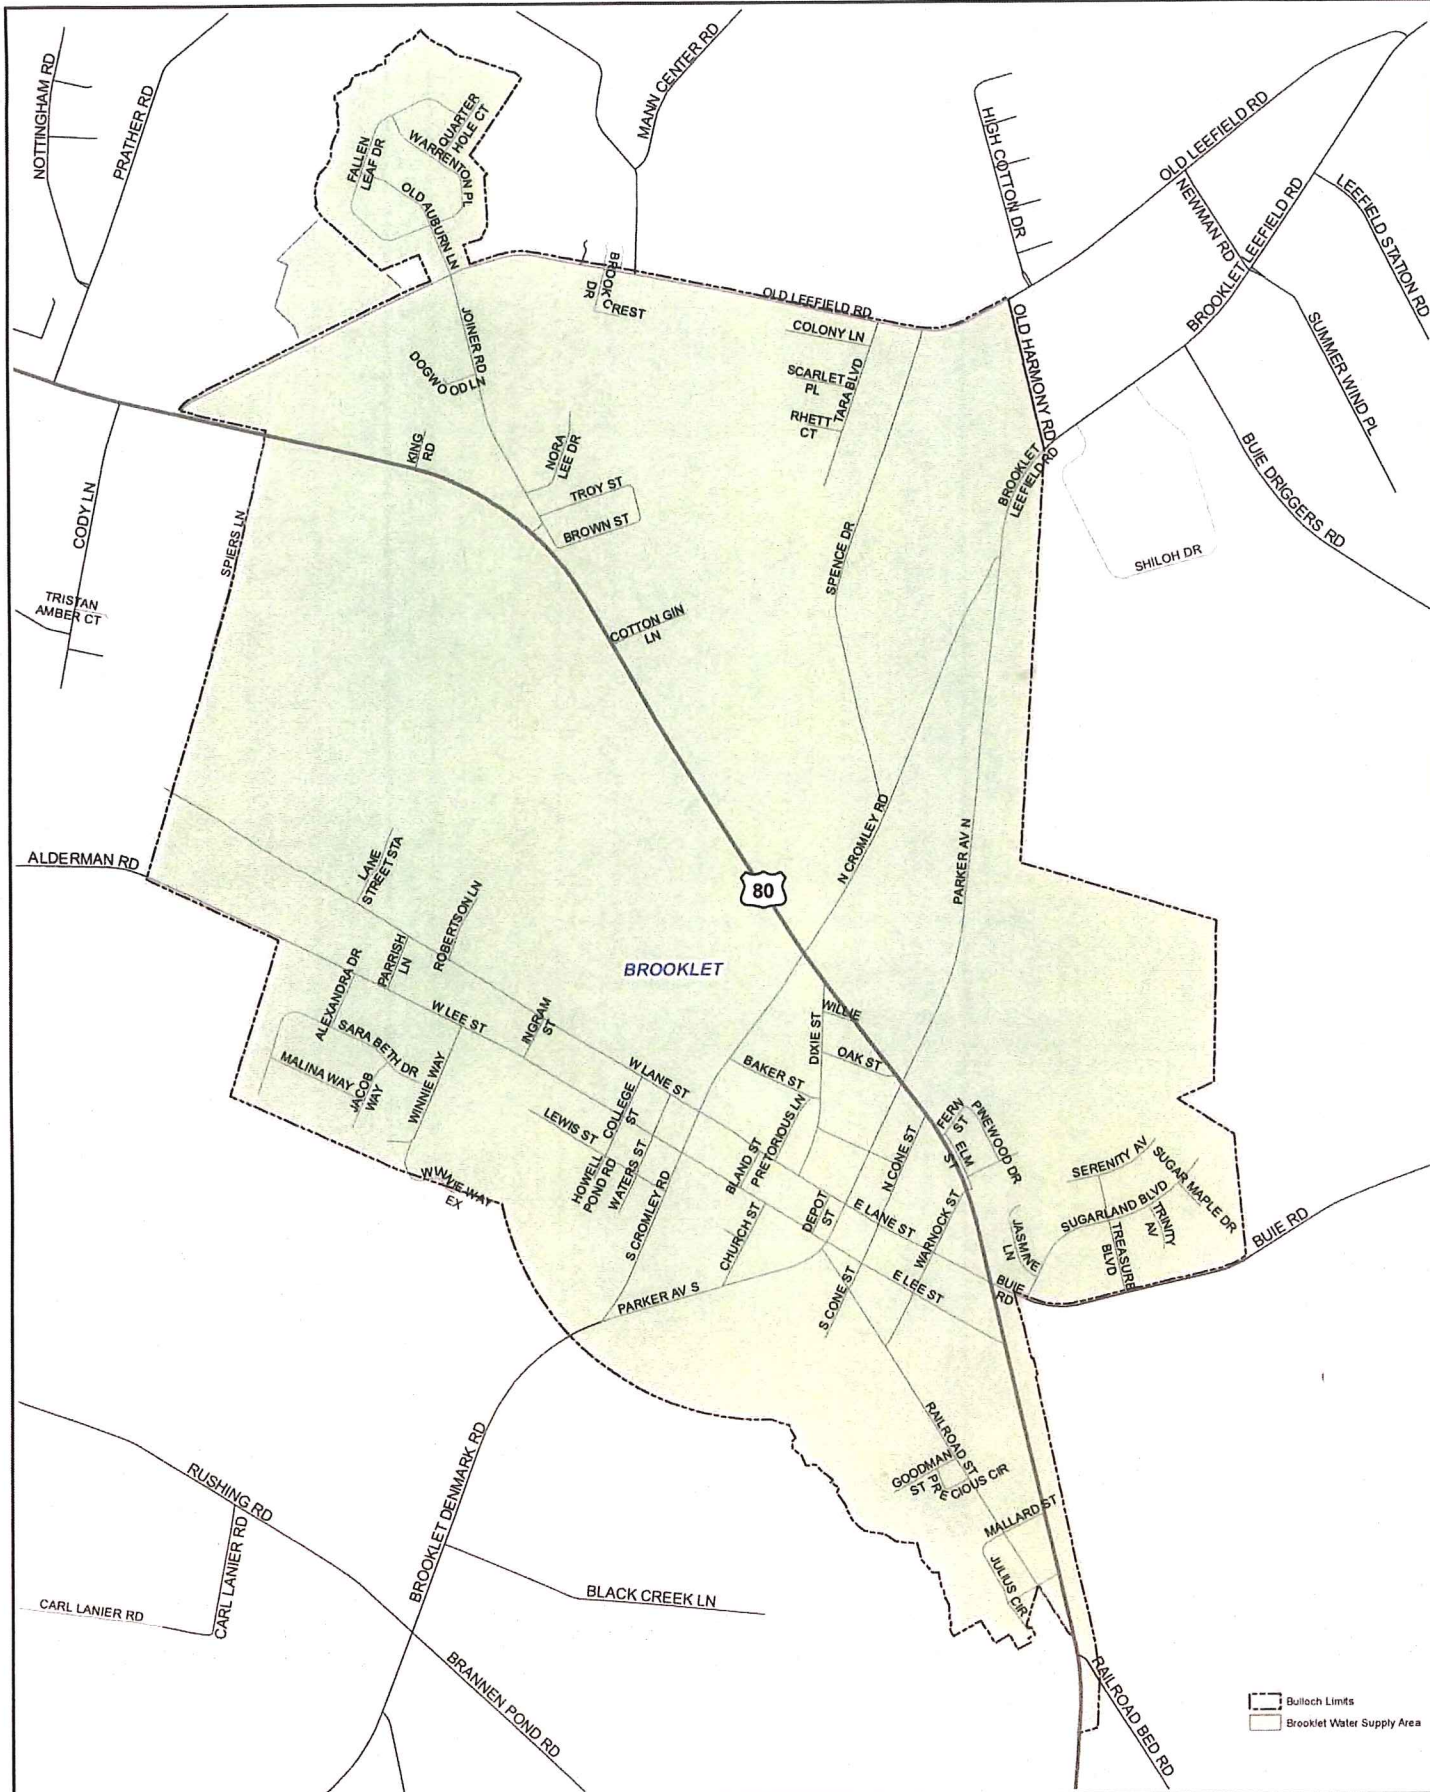 NOTTINGHAM RD
PRATHER RD
MANN CENTER RD
HIGH COTTON DR
OLD LEEFIELD RD
NEWMAN RD
BROOKLET LEEFIELD RD
LEEFIELD STATION RD
SUMMER WIND PL
BUIE DRIGGERS RD
SHILOH DR
QUARTER
HOLE CT
WARRENTON PL
FALLEN
LEAF DR
OLD AUBURN LN
JOINER RD
DOGWOOD LN
BROOK CREST
DR
OLD LEEFIELD RD
COLONY LN
SCARLET
PL
TARA BLVD
RHETT
CT
OLD HARMONY RD
BROOKLET
LEEFIELD RD
KING
RD
NORA
LEE DR
TROY ST
BROWN ST
SPENCE DR
CODY LN
SPIERS LN
TRISTAN
AMBER CT
COTTON GIN
LN
ALDERMAN RD
LANE
STREET STA
ROBERTSON LN
80
N CROMLEY RD
PARKER AV N
BROOKLET
PARRISH
LN
ALEXANDRA DR
SARA BETH DR
MALINA WAY
JACOB
WAY
WINNIE WAY
W LEE ST
INGRAM
ST
W LANE ST
COLLEGE
ST
LEWIS ST
HOWELL
POND RD
WATERS ST
EX
S CROMLEY RD
DIXIE ST
WILLIE
OAK ST
BAKER ST
PRETORIOUS LN
BLAND ST
CHURCH ST
DEPOT
ST
N CONE ST
FERN
ST
ELM
ST
PINEWOOD DR
WARNOCK ST
E LANE ST
E LEE ST
S CONE ST
PARKER AV S
JASMINE
LN
BUIE
RD
SERENITY AV
SUGAR MAPLE DR
SUGARLAND BLVD
TRINITY
AV
TREASURE
BLVD
BUIE RD
RUSHING RD
CARL LANIER RD
CARL LANIER RD
BROOKLET DENMARK RD
BLACK CREEK LN
BRANNEN POND RD
RAILROAD ST
GOODMAN
ST
PRECIOUS CIR
MALLARD ST
JULIUS CIR
RAILROAD BED RD
Bulloch Limits
Brooklet Water Supply Area